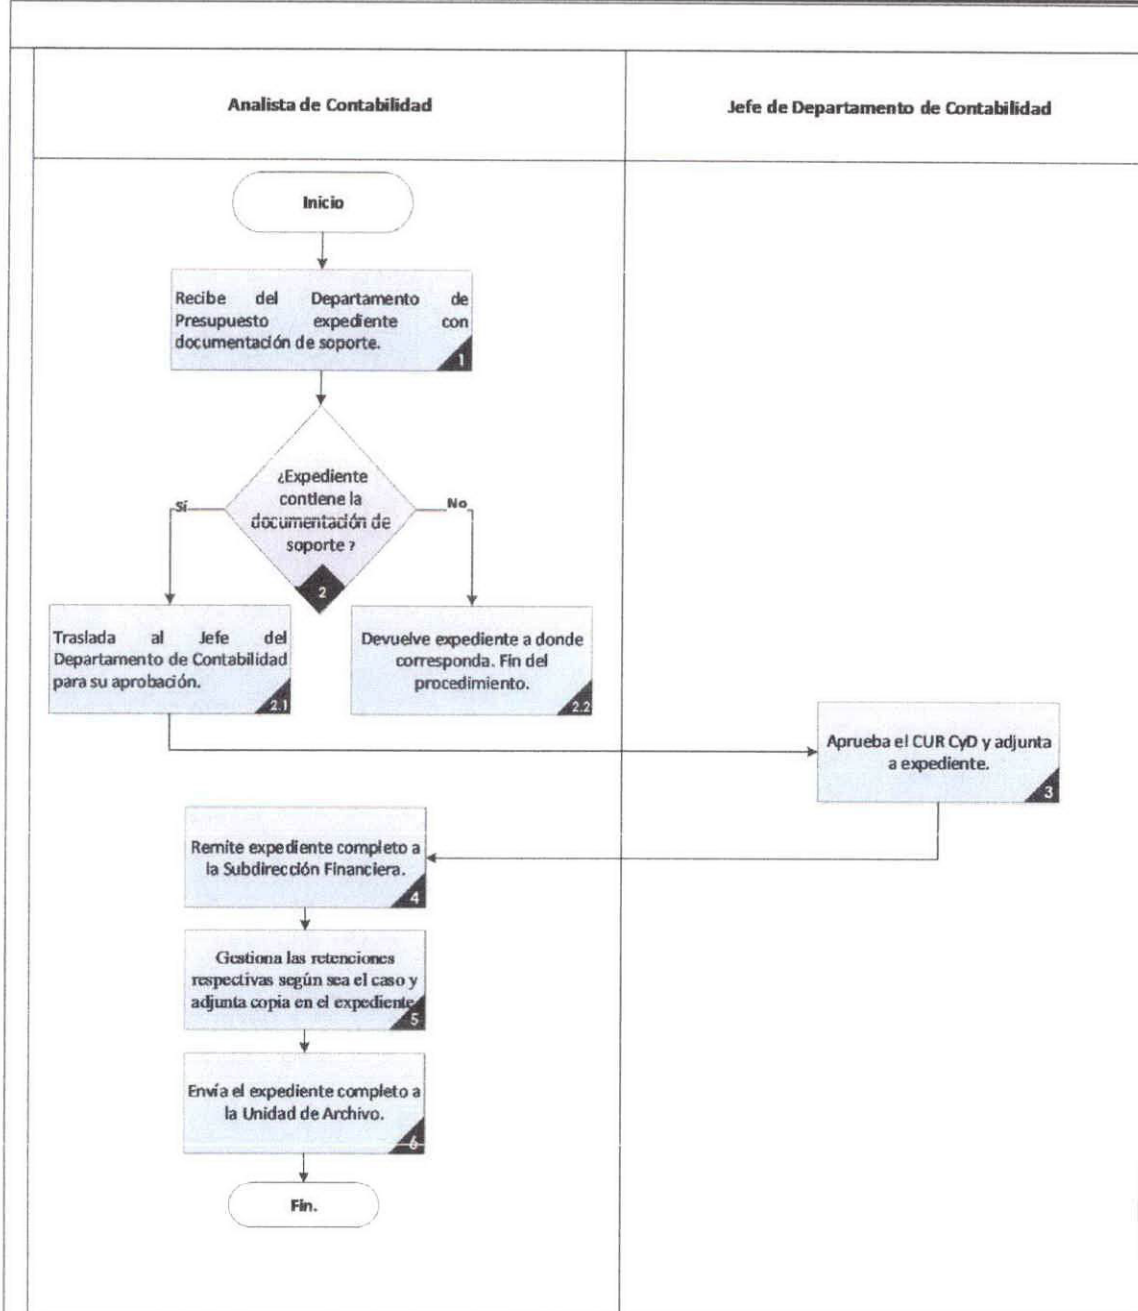 Analista de Contabilidad
Jefe de Departamento de Contabilidad
Inicio
Recibe del Departamento de
Presupuesto expediente con
documentación de soporte.
1
¿Expediente
contiene la
documentación de
soporte ?
2
Sí
No
Traslada al Jefe del
Departamento de Contabilidad
para su aprobación.
2.1
Devuelve expediente a donde
corresponda. Fin del
procedimiento.
2.2
Aprueba el CUR CyD y adjunta
a expediente.
3
Remite expediente completo a
la Subdirección Financiera.
4
Gestiona las retenciones
respectivas según sea el caso y
adjunta copia en el expediente
5
Envía el expediente completo a
la Unidad de Archivo.
6
Fin.